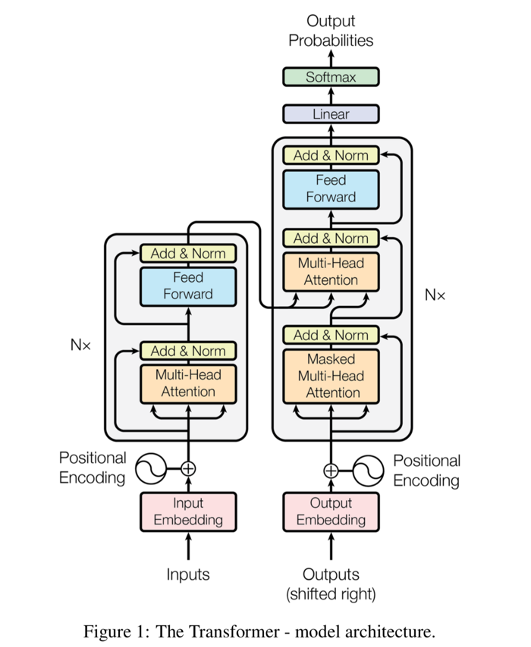 Output
Probabilities
Softmax
Linear
Add & Norm
Feed
Forward
Add & Norm
Multi-Head
Attention
Add & Norm
Masked
Multi-Head
Attention
N×
Add & Norm
Feed
Forward
N×
Add & Norm
Multi-Head
Attention
Positional
Encoding
Positional
Encoding
Input
Embedding
Output
Embedding
Inputs
Outputs
(shifted right)
Figure 1: The Transformer - model architecture.